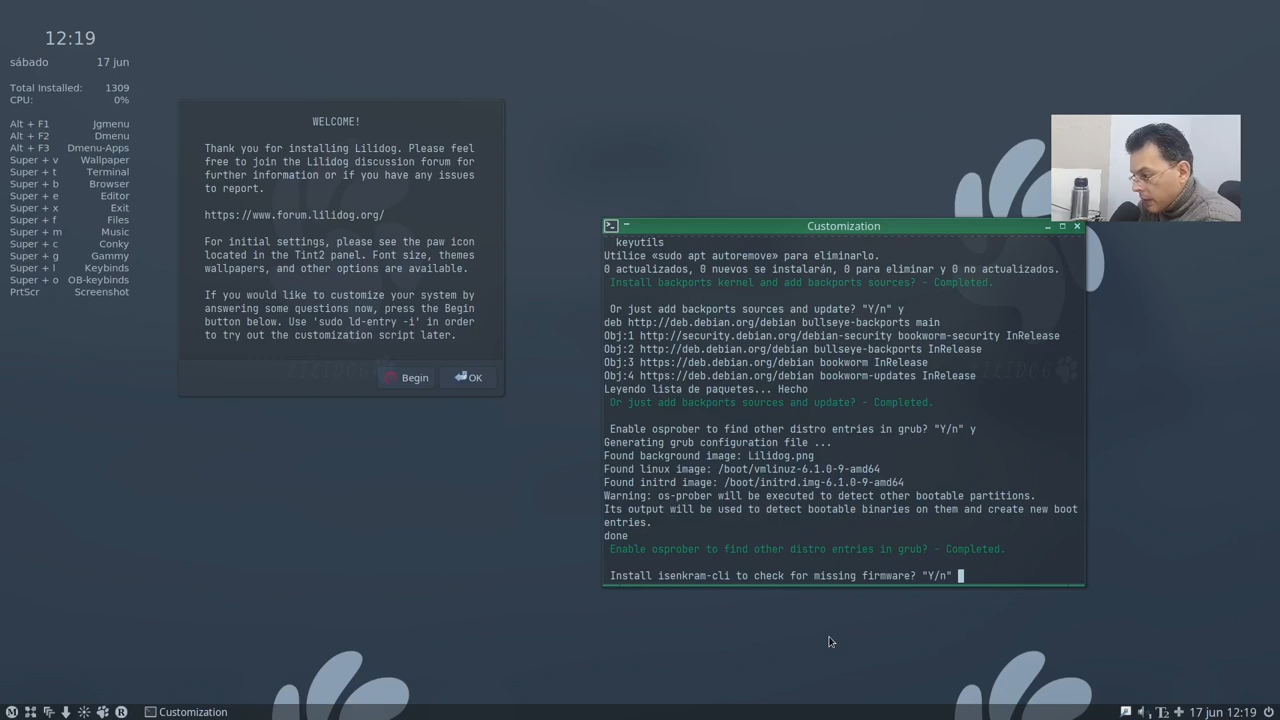 12:19
sábado 17 jun
Total Installed: 1309
CPU: 0%
Alt + F1 Jgmenu
Alt + F2 Dmenu
Alt + F3 Dmenu-Apps
Super + v Wallpaper
Super + t Terminal
Super + b Browser
Super + e Editor
Super + x Exit
Super + f Files
Super + m Music
Super + c Conky
Super + g Gammy
Super + l Keybinds
Super + o OB-keybinds
PrtScr Screenshot
WELCOME!
Thank you for installing Lilidog. Please feel
free to join the Lilidog discussion forum for
further information or if you have any issues
to report.
https://www.forum.lilidog.org/
For initial settings, please see the paw icon
located in the Tint2 panel. Font size, themes
wallpapers, and other options are available.
If you would like to customize your system by
answering some questions now, press the Begin
button below. Use 'sudo ld-entry -i' in order
to try out the customization script later.
Begin OK
Customization
keyutils
Utilice «sudo apt autoremove» para eliminarlo.
0 actualizados, 0 nuevos se instalarán, 0 para eliminar y 0 no actualizados.
Install backports kernel and add backports sources? - Completed.
Or just add backports sources and update? "Y/n" y
deb http://deb.debian.org/debian bullseye-backports main
Obj:1 http://security.debian.org/debian-security bookworm-security InRelease
Obj:2 http://deb.debian.org/debian bullseye-backports InRelease
Obj:3 https://deb.debian.org/debian bookworm InRelease
Obj:4 https://deb.debian.org/debian bookworm-updates InRelease
Leyendo lista de paquetes... Hecho
Or just add backports sources and update? - Completed.
Enable osprober to find other distro entries in grub? "Y/n" y
Generating grub configuration file ...
Found background image: Lilidog.png
Found linux image: /boot/vmlinuz-6.1.0-9-amd64
Found initrd image: /boot/initrd.img-6.1.0-9-amd64
Warning: os-prober will be executed to detect other bootable partitions.
Its output will be used to detect bootable binaries on them and create new boot
entries.
done
Enable osprober to find other distro entries in grub? - Completed.
Install isenkram-cli to check for missing firmware? "Y/n"
LILIDOG
Customization
17 jun 12:19